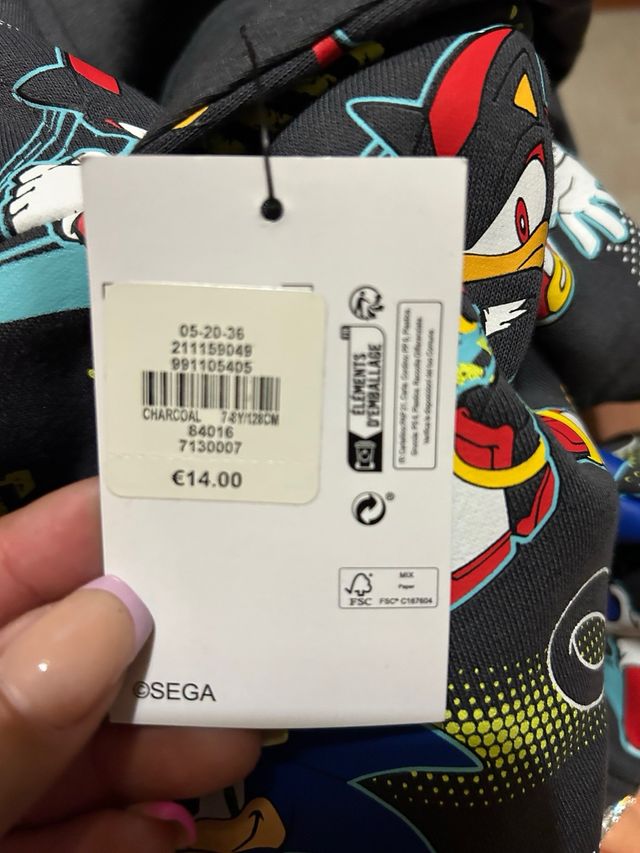 05-20-36
211159049
991105405
CHARCOAL 7-8Y/128CM
84016
7130007
€14.00
FR
ÉLÉMENTS
D'EMBALLAGE
®
MIX
Paper
FSC
FSC® C167604
©SEGA